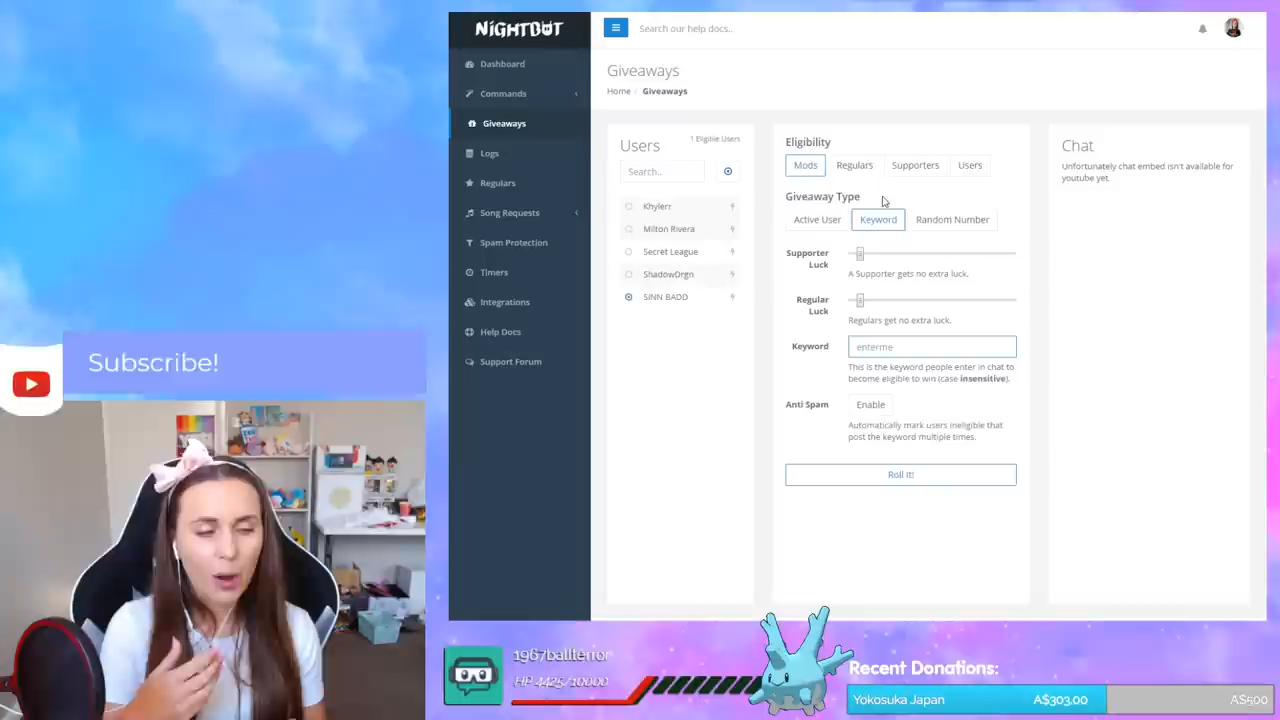 NiGHTBOT
Search our help docs..
Dashboard
Commands
Giveaways
Logs
Regulars
Song Requests
Spam Protection
Timers
Integrations
Help Docs
Support Forum
Giveaways
Home / Giveaways
Users
1 Eligible Users
Search..
Khylerr
Milton Rivera
Secret League
ShadowDrgn
SINN BADD
Eligibility
Mods
Regulars
Supporters
Users
Giveaway Type
Active User
Keyword
Random Number
Supporter Luck
A Supporter gets no extra luck.
Regular Luck
Regulars get no extra luck.
Keyword
enterme
This is the keyword people enter in chat to
become eligible to win (case insensitive).
Anti Spam
Enable
Automatically mark users ineligible that
post the keyword multiple times.
Roll It!
Chat
Unfortunately chat embed isn't available for
youtube yet.
Subscribe!
1967ballterror
HP 4425/10000
Recent Donations:
Yokosuka Japan
A$303.00
A$500